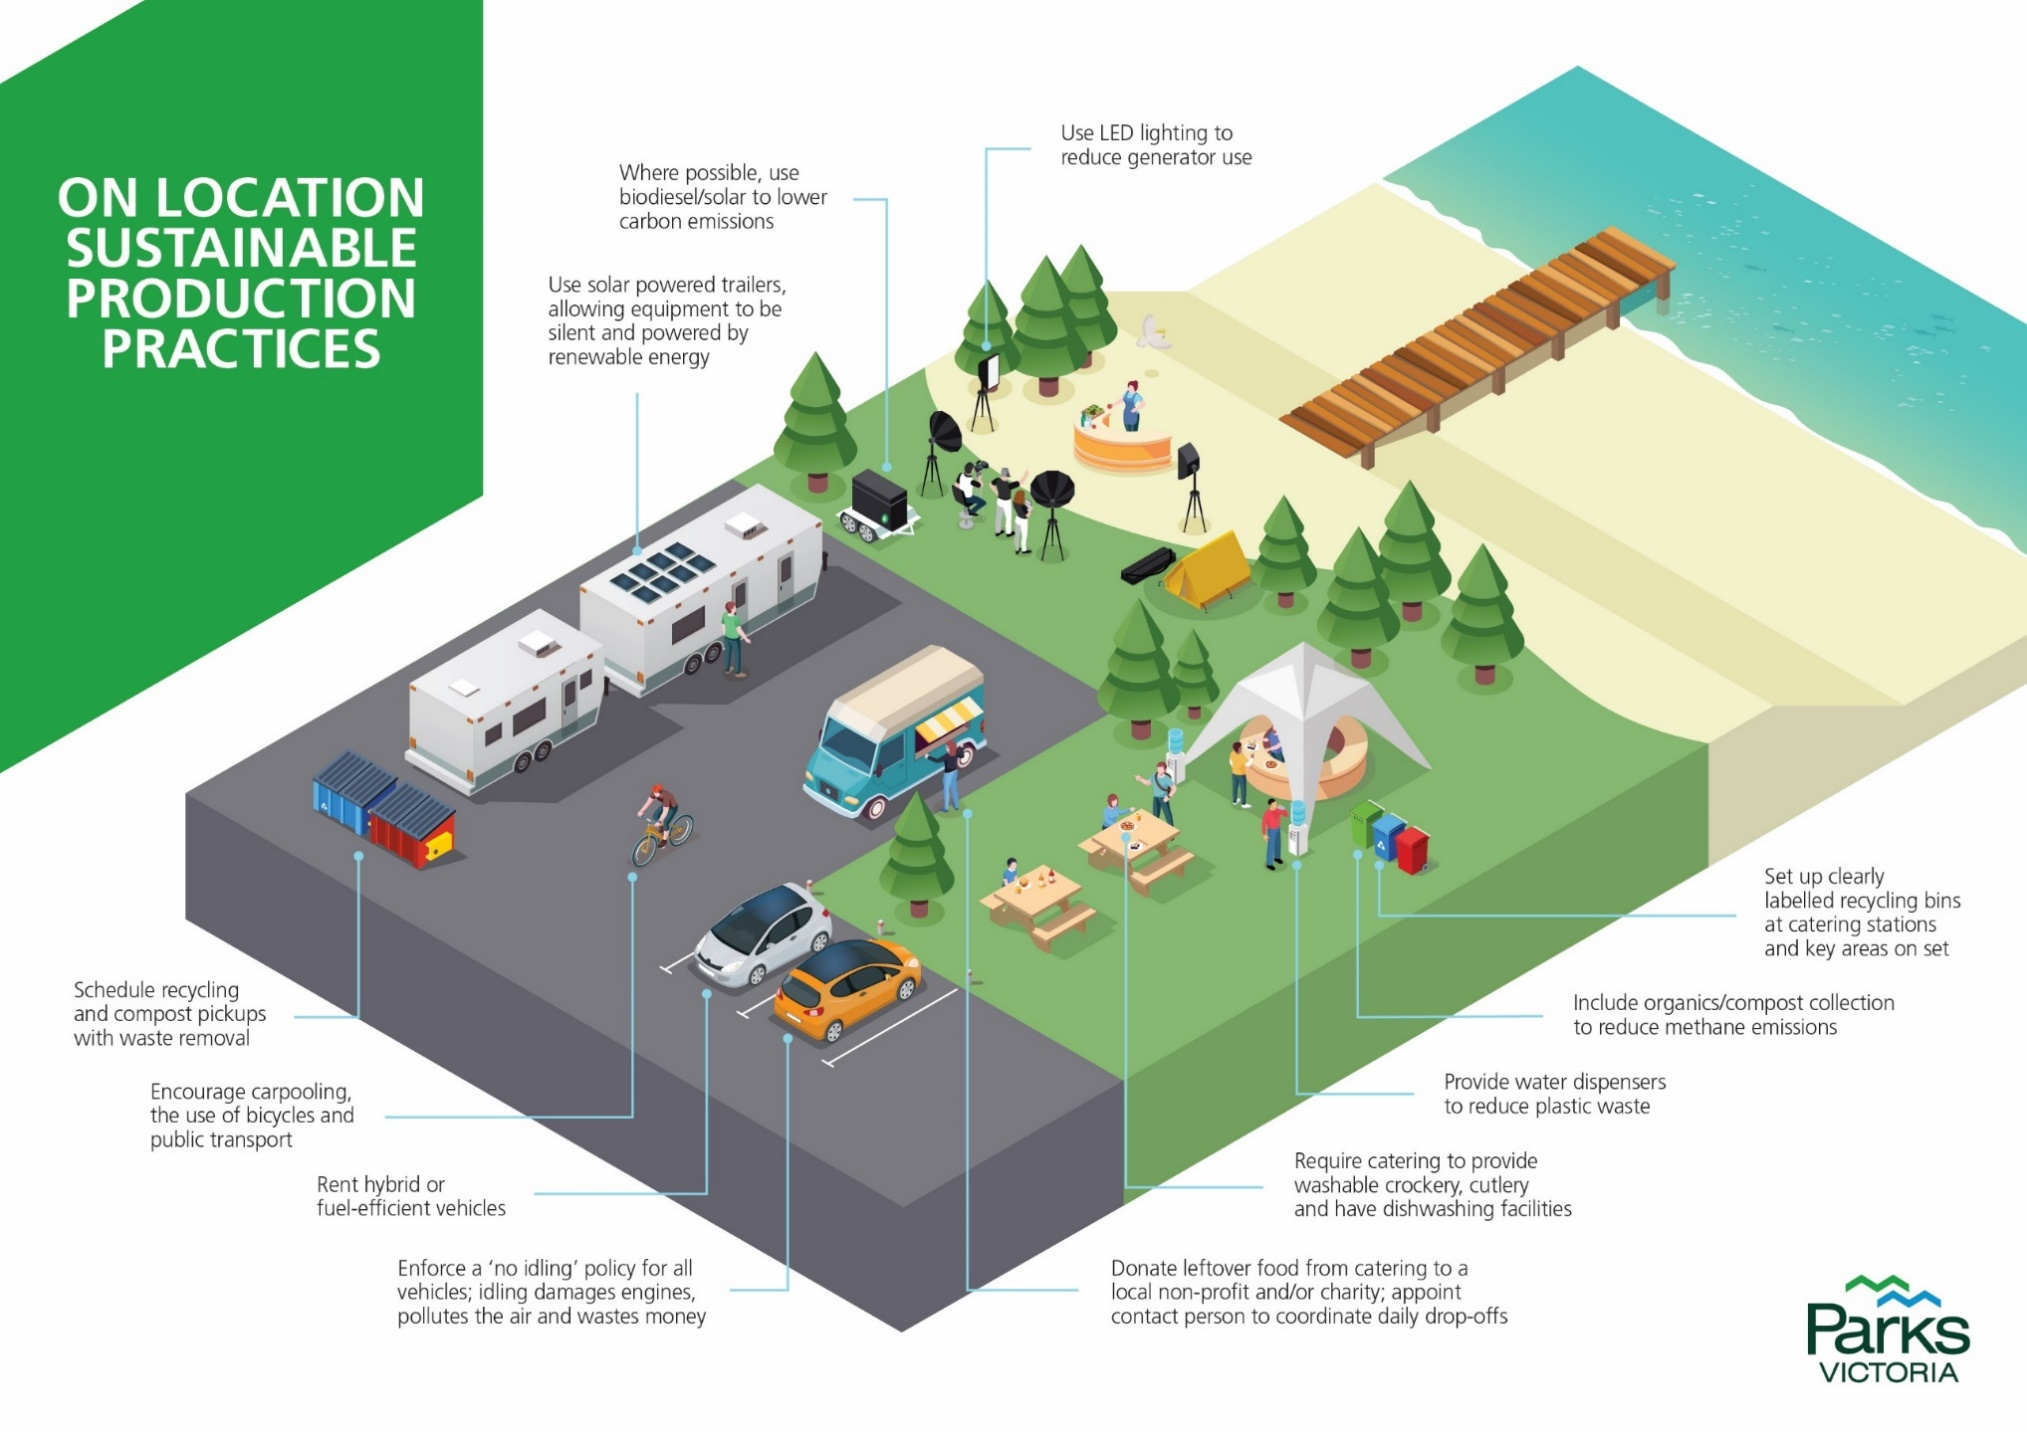 ON LOCATION
SUSTAINABLE
PRODUCTION
PRACTICES
Use LED lighting to
reduce generator use
Where possible, use
biodiesel/solar to lower
carbon emissions
Use solar powered trailers,
allowing equipment to be
silent and powered by
renewable energy
Schedule recycling
and compost pickups
with waste removal
Encourage carpooling,
the use of bicycles and
public transport
Rent hybrid or
fuel-efficient vehicles
Enforce a ‘no idling’ policy for all
vehicles; idling damages engines,
pollutes the air and wastes money
Set up clearly
labelled recycling bins
at catering stations
and key areas on set
Include organics/compost collection
to reduce methane emissions
Provide water dispensers
to reduce plastic waste
Require catering to provide
washable crockery, cutlery
and have dishwashing facilities
Donate leftover food from catering to a
local non-profit and/or charity; appoint
contact person to coordinate daily drop-offs
Parks
VICTORIA